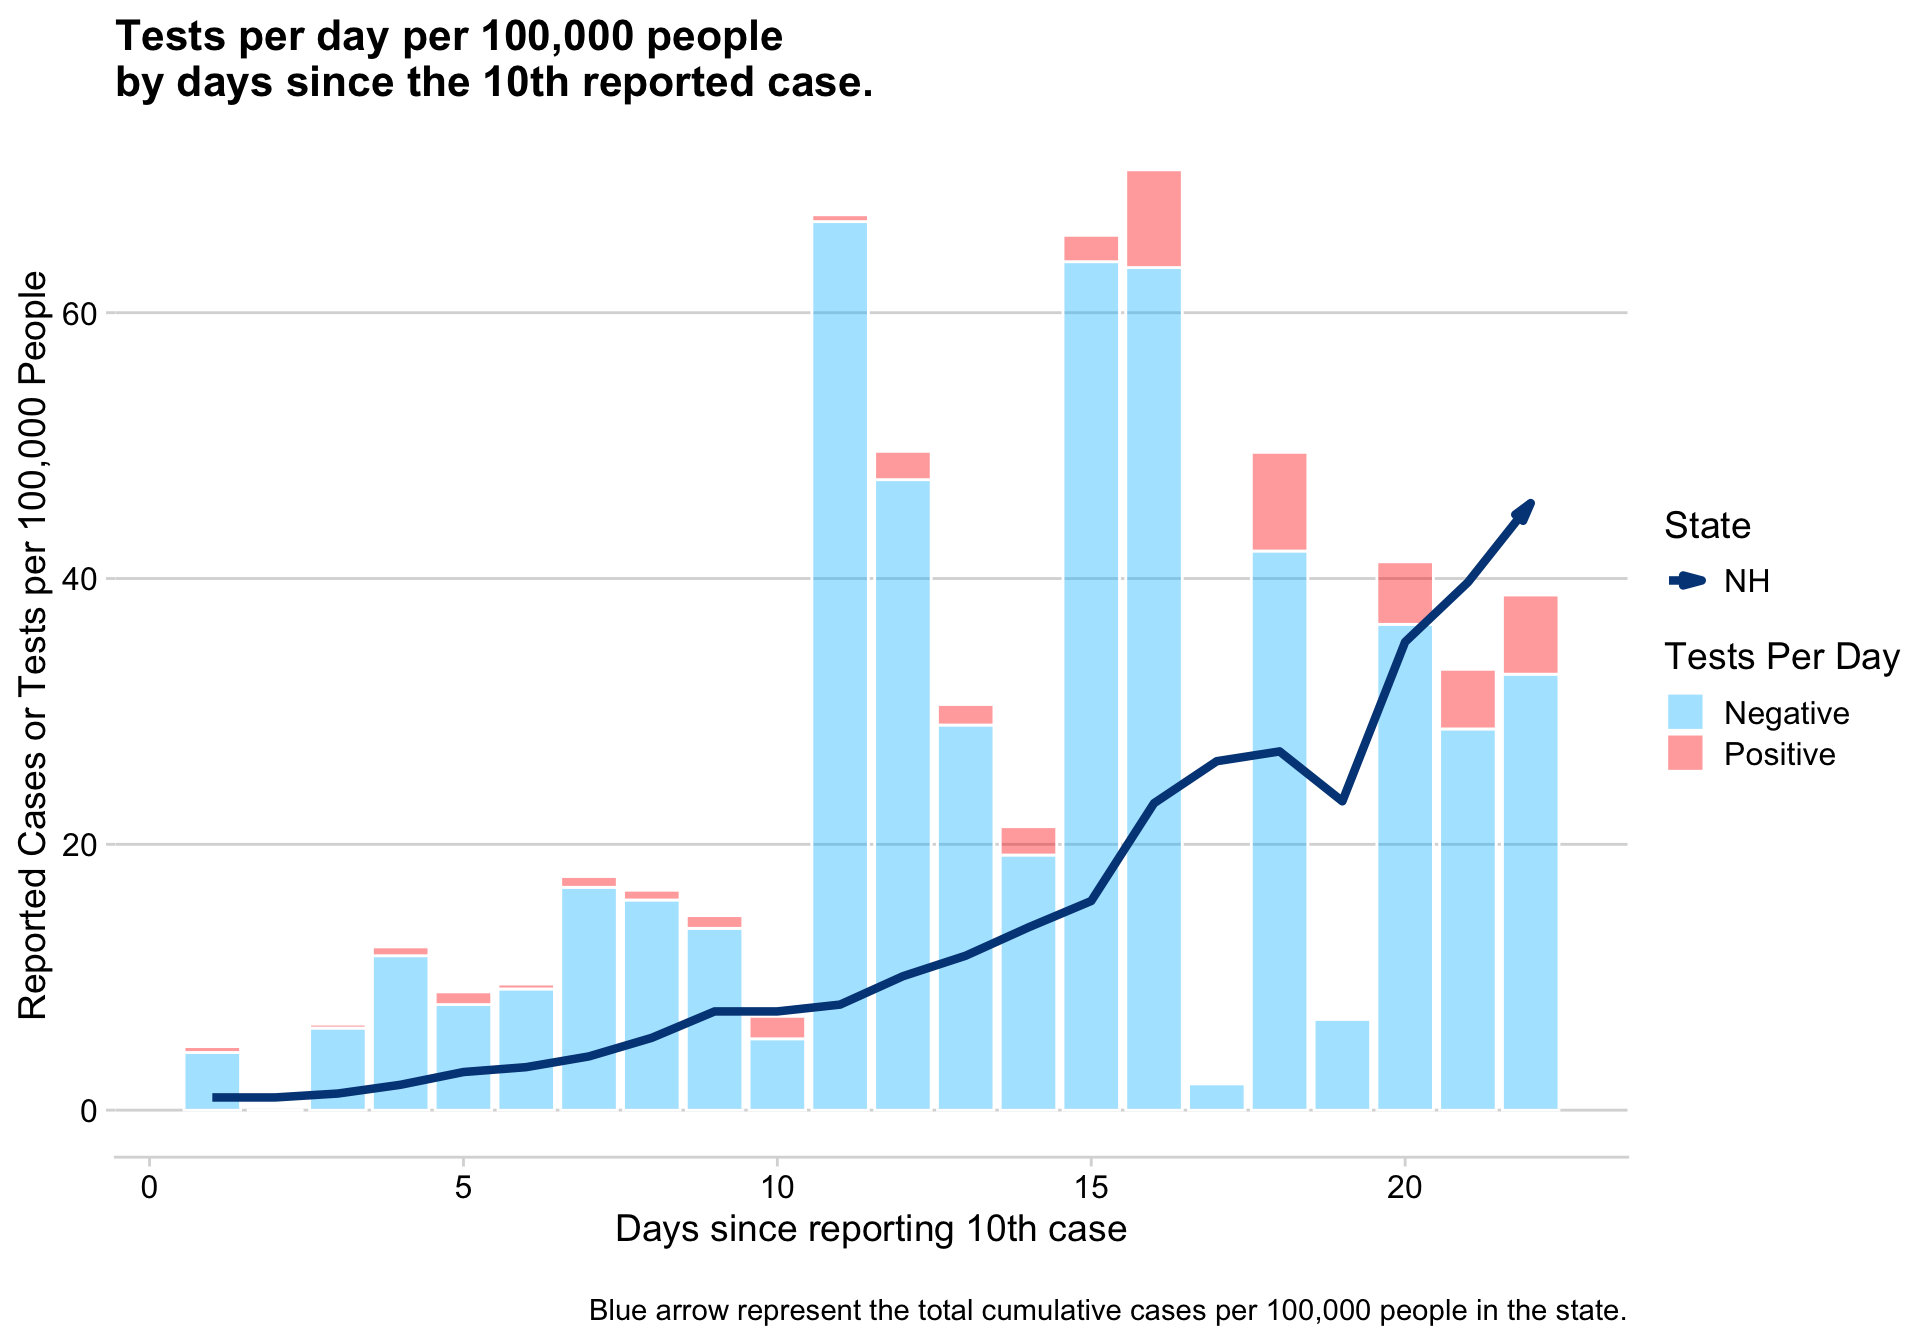 Tests per day per 100,000 people
by days since the 10th reported case.
Reported Cases or Tests per 100,000 People
60
40
20
0
0
5
10
15
20
Days since reporting 10th case
State
NH
Tests Per Day
Negative
Positive
Blue arrow represent the total cumulative cases per 100,000 people in the state.